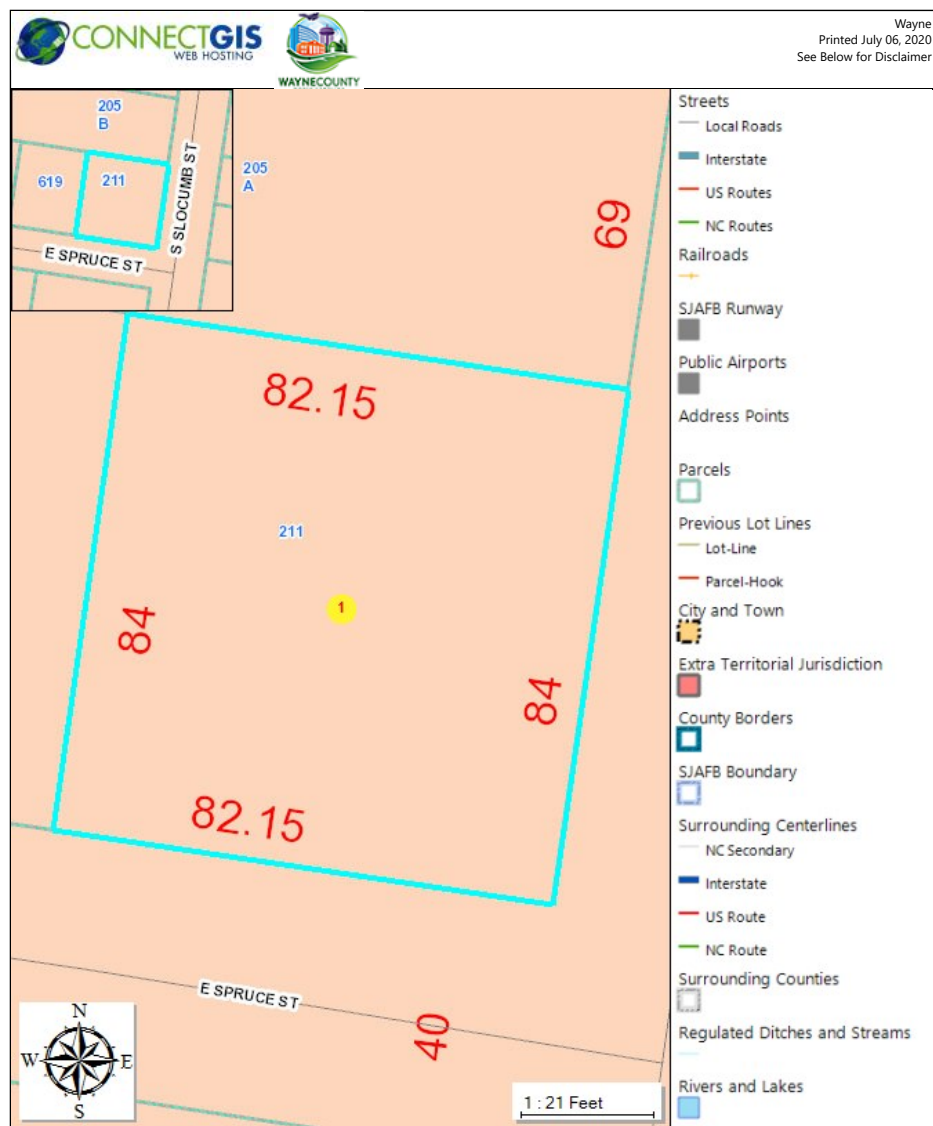 CONNECTGIS
WEB HOSTING
WAYNECOUNTY
Wayne
Printed July 06, 2020
See Below for Disclaimer
205
B
619
211
205
A
S SLOCUMB ST
E SPRUCE ST
69
82.15
211
1
84
84
82.15
E SPRUCE ST
40
N
W
E
S
1 : 21 Feet
Streets
Local Roads
Interstate
US Routes
NC Routes
Railroads
SJAFB Runway
Public Airports
Address Points
Parcels
Previous Lot Lines
Lot-Line
Parcel-Hook
City and Town
Extra Territorial Jurisdiction
County Borders
SJAFB Boundary
Surrounding Centerlines
NC Secondary
Interstate
US Route
NC Route
Surrounding Counties
Regulated Ditches and Streams
Rivers and Lakes